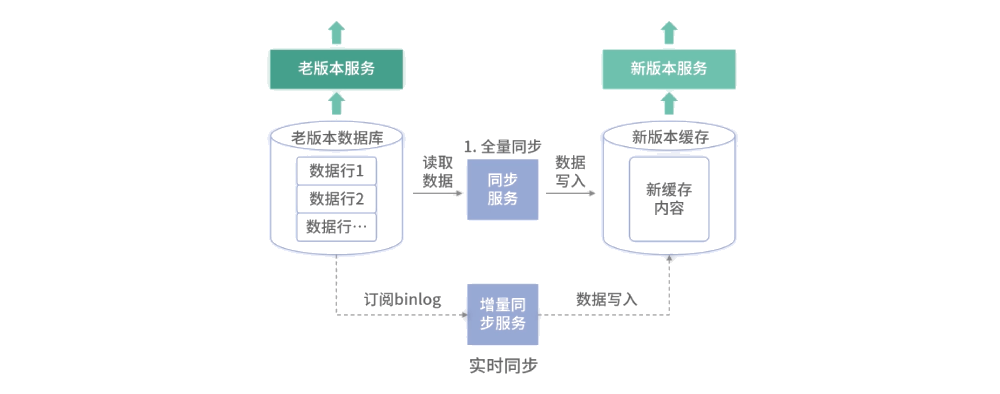 老版本服务
新版本服务
老版本数据库
数据行1
数据行2
数据行…
读取
数据
1. 全量同步
同步
服务
数据
写入
新版本缓存
新缓存
内容
订阅binlog
增量同
步服务
数据写入
实时同步